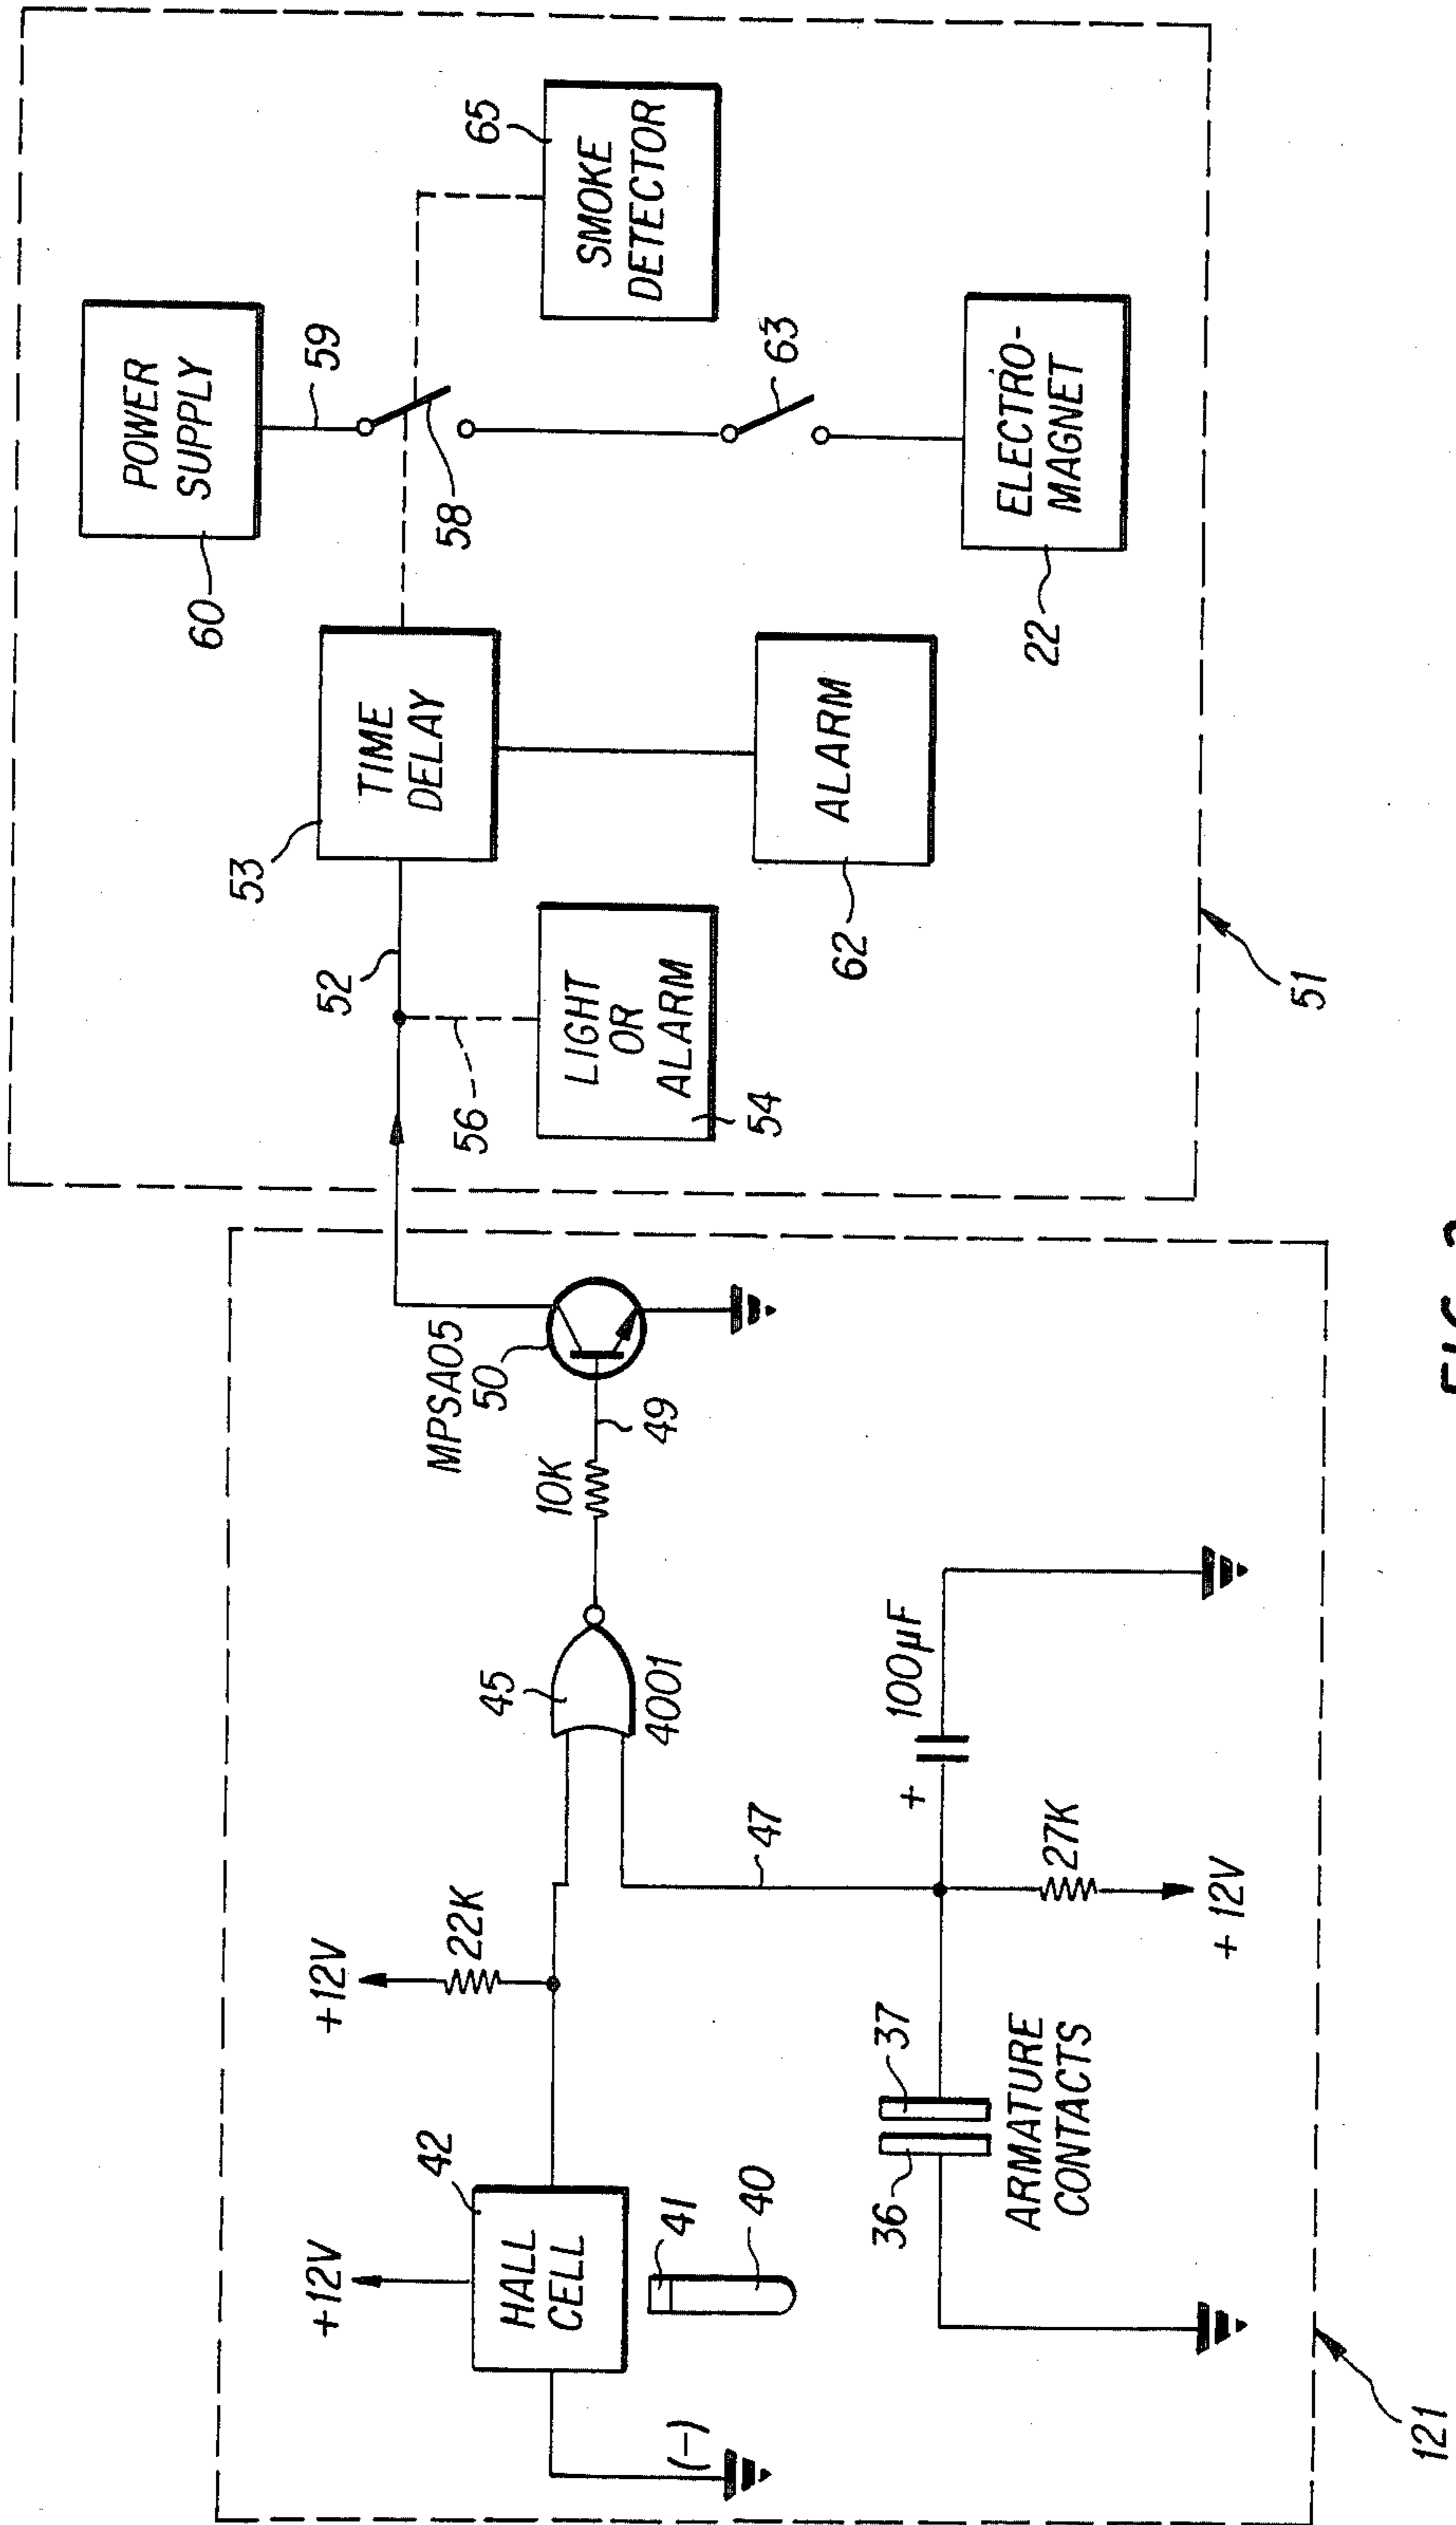 POWER
SUPPLY
60
59
58
SMOKE
DETECTOR
65
63
ELECTRO-
MAGNET
22
TIME
DELAY
53
ALARM
62
52
56
LIGHT
OR
ALARM
54
51
MPSA05
50
49
10K
45
4001
47
+12V
22K
+12V
HALL
CELL
42
41
40
(-)
36
37
ARMATURE
CONTACTS
+
100µF
27K
+12V
121